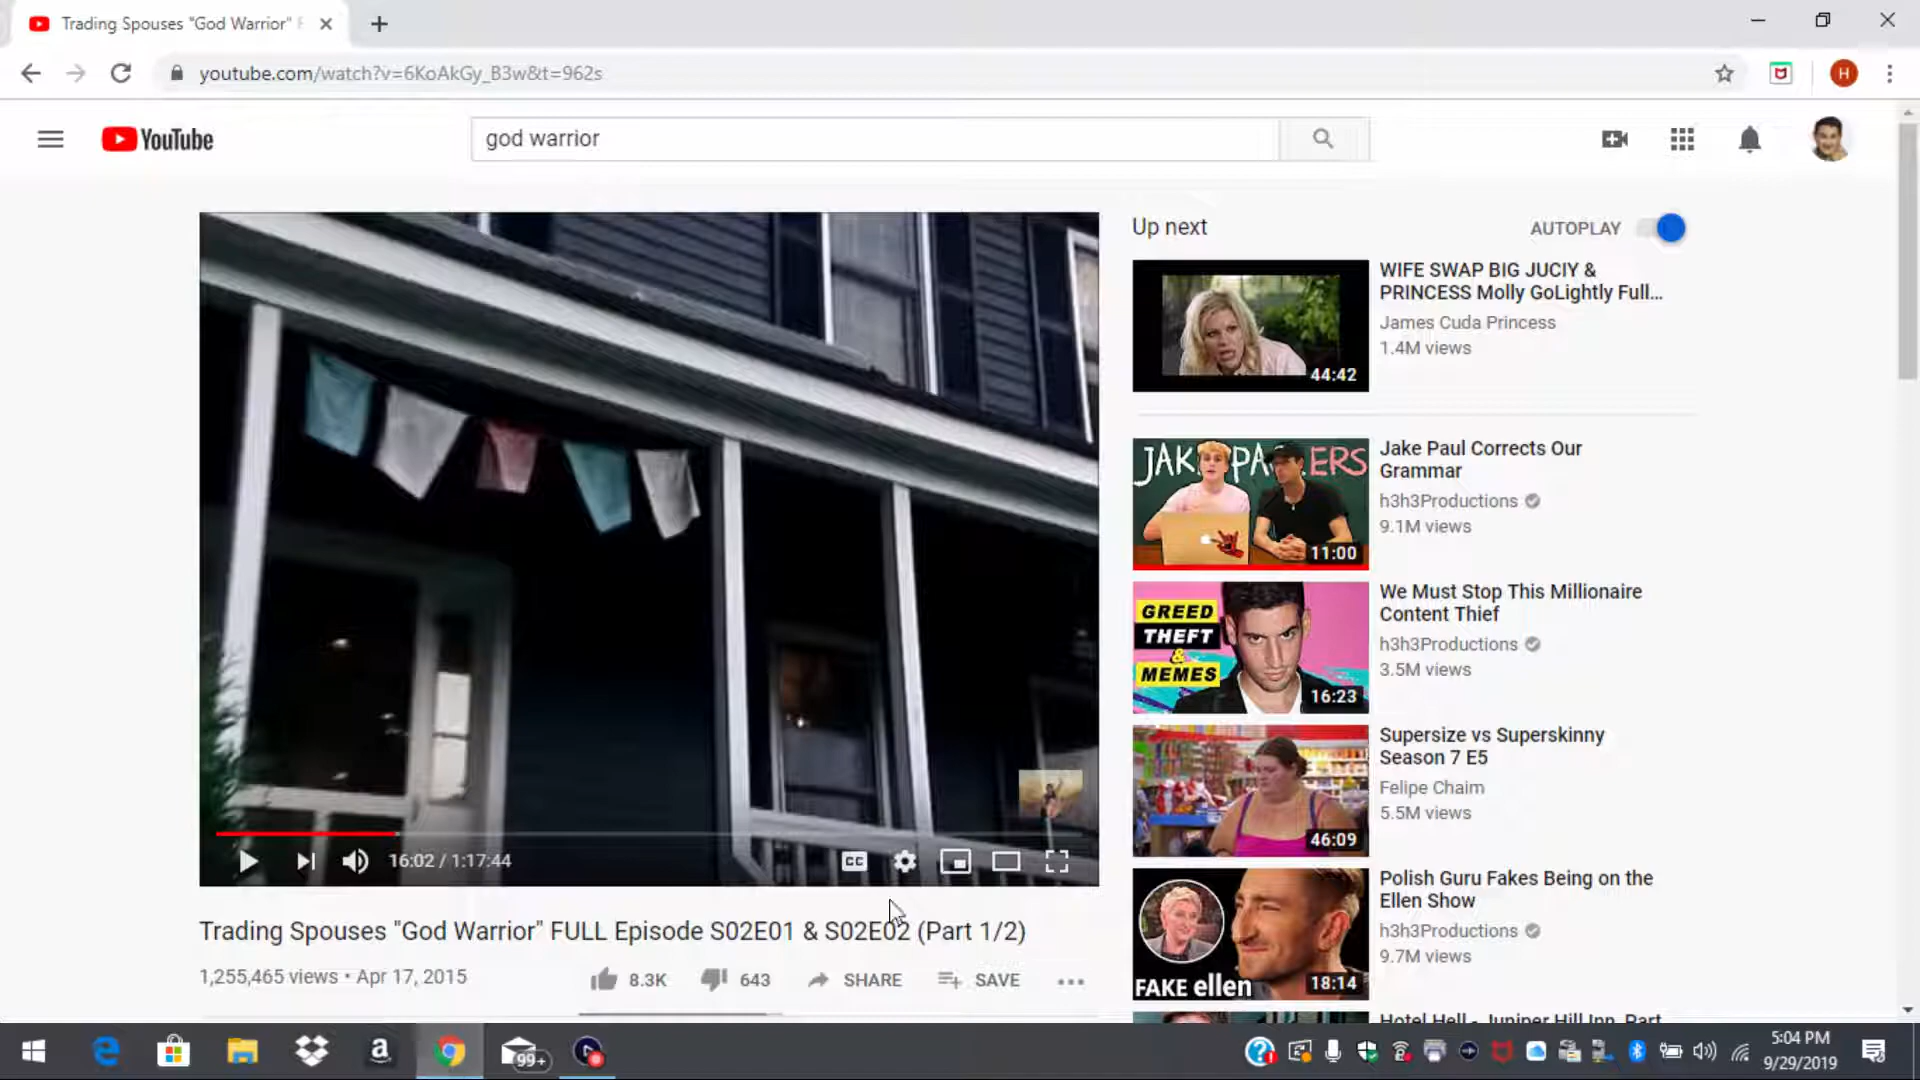 Trading Spouses "God Warrior"
youtube.com/watch?v=6KoAkGy_B3w&t=962s
H
YouTube
god warrior
Up next
AUTOPLAY
WIFE SWAP BIG JUCIY &
PRINCESS Molly GoLightly Full...
James Cuda Princess
1.4M views
44:42
Jake Paul Corrects Our
Grammar
h3h3Productions
9.1M views
11:00
GREED
THEFT
&
MEMES
We Must Stop This Millionaire
Content Thief
h3h3Productions
3.5M views
16:23
Supersize vs Superskinny
Season 7 E5
Felipe Chaim
5.5M views
46:09
Polish Guru Fakes Being on the
Ellen Show
h3h3Productions
9.7M views
FAKE ellen
18:14
Hotel Hell - Juniper Hill Inn, Part
16:02 / 1:17:44
CC
Trading Spouses "God Warrior" FULL Episode S02E01 & S02E02 (Part 1/2)
1,255,465 views • Apr 17, 2015
8.3K
643
SHARE
SAVE
99+
5:04 PM
9/29/2019